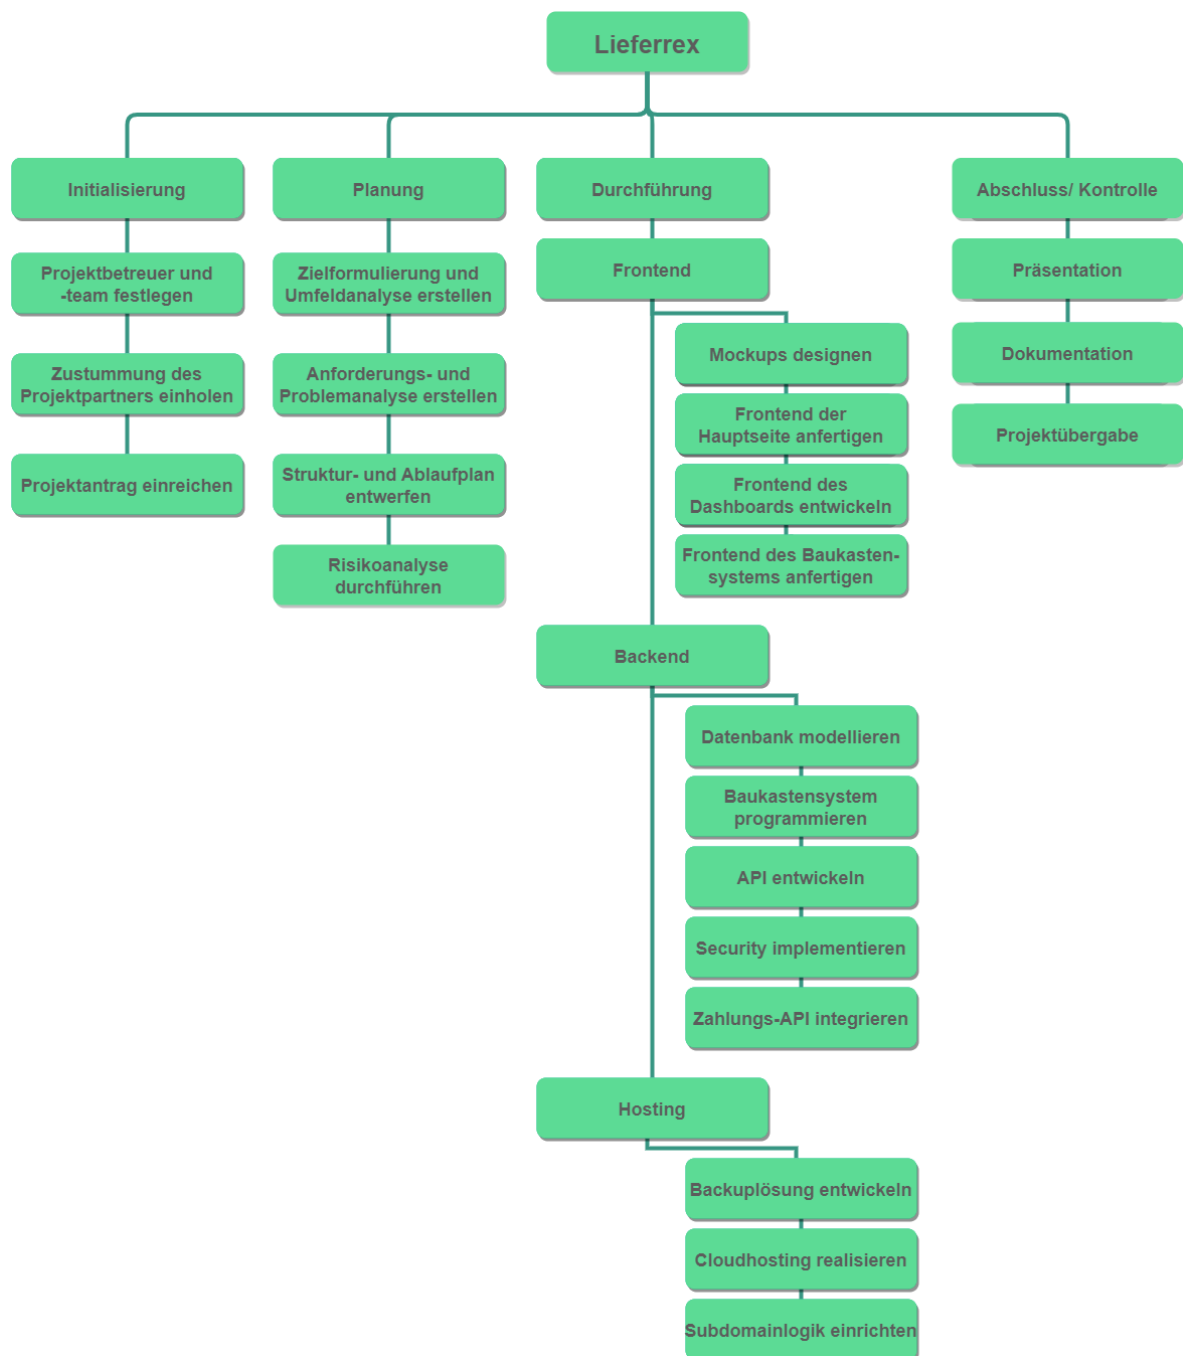 Lieferrex
Initialisierung
Projektbetreuer und
-team festlegen
Zustummung des
Projektpartners einholen
Projektantrag einreichen
Planung
Zielformulierung und
Umfeldanalyse erstellen
Anforderungs- und
Problemanalyse erstellen
Struktur- und Ablaufplan
entwerfen
Risikoanalyse
durchführen
Durchführung
Frontend
Mockups designen
Frontend der
Hauptseite anfertigen
Frontend des
Dashboards entwickeln
Frontend des Baukasten-
systems anfertigen
Backend
Datenbank modellieren
Baukastensystem
programmieren
API entwickeln
Security implementieren
Zahlungs-API integrieren
Hosting
Backuplösung entwickeln
Cloudhosting realisieren
Subdomainlogik einrichten
Abschluss/ Kontrolle
Präsentation
Dokumentation
Projektübergabe